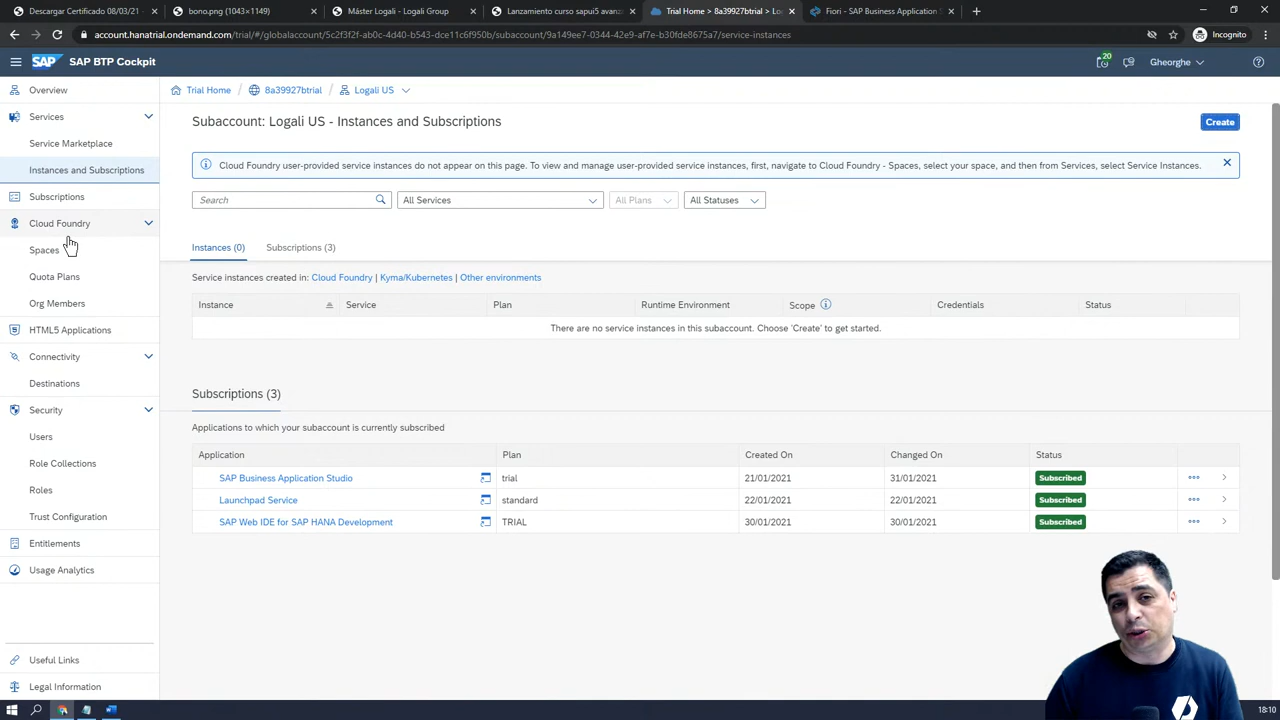 Descargar Certificado 08/03/21 -
bono.png (1043×1149)
Máster Logali - Logali Group
Lanzamiento curso sapui5 avanz
Trial Home > 8a39927btrial > Lo
Fiori - SAP Business Application S
account.hanatrial.ondemand.com/trial/#/globalaccount/5c2f3f2f-ab0c-4d40-b543-dce11c6f950b/subaccount/9a149ee7-0344-42e9-af7e-b30fde8675a7/service-instances
Incognito
SAP
SAP BTP Cockpit
20
Gheorghe
Overview
Services
Service Marketplace
Instances and Subscriptions
Subscriptions
Cloud Foundry
Spaces
Quota Plans
Org Members
HTML5 Applications
Connectivity
Destinations
Security
Users
Role Collections
Roles
Trust Configuration
Entitlements
Usage Analytics
Useful Links
Legal Information
Trial Home / 8a39927btrial / Logali US
Subaccount: Logali US - Instances and Subscriptions
Create
Cloud Foundry user-provided service instances do not appear on this page. To view and manage user-provided service instances, first, navigate to Cloud Foundry - Spaces, select your space, and then from Services, select Service Instances.
Search
All Services
All Plans
All Statuses
Instances (0) Subscriptions (3)
Service instances created in: Cloud Foundry | Kyma/Kubernetes | Other environments
Instance Service Plan Runtime Environment Scope Credentials Status
There are no service instances in this subaccount. Choose 'Create' to get started.
Subscriptions (3)
Applications to which your subaccount is currently subscribed
Application Plan Created On Changed On Status
SAP Business Application Studio trial 21/01/2021 31/01/2021 Subscribed
Launchpad Service standard 22/01/2021 22/01/2021 Subscribed
SAP Web IDE for SAP HANA Development TRIAL 30/01/2021 30/01/2021 Subscribed
18:10